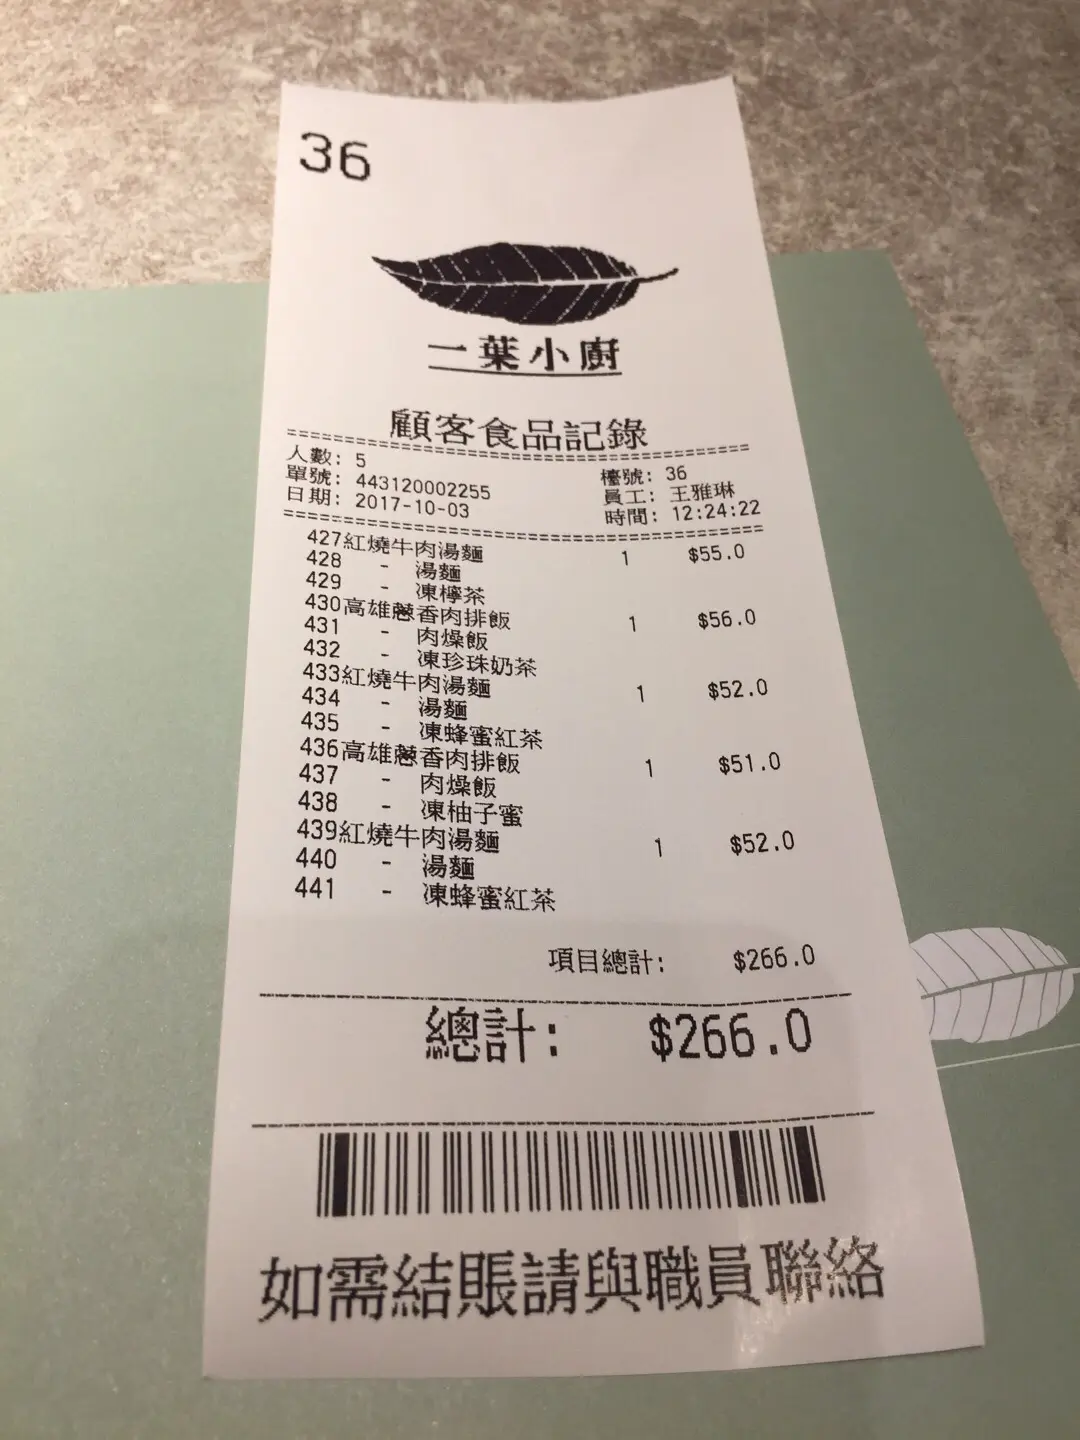 36
一葉小廚
顧客食品記錄
人數: 5 檯號: 36
單號: 443120002255 員工: 王雅琳
日期: 2017-10-03 時間: 12:24:22
427紅燒牛肉湯麵 1 $55.0
428 - 湯麵
429 - 凍檸茶
430高雄蔥香肉排飯 1 $56.0
431 - 肉燥飯
432 - 凍珍珠奶茶
433紅燒牛肉湯麵 1 $52.0
434 - 湯麵
435 - 凍蜂蜜紅茶
436高雄蔥香肉排飯 1 $51.0
437 - 肉燥飯
438 - 凍柚子蜜
439紅燒牛肉湯麵 1 $52.0
440 - 湯麵
441 - 凍蜂蜜紅茶
項目總計: $266.0
總計: $266.0
如需結賬請與職員聯絡